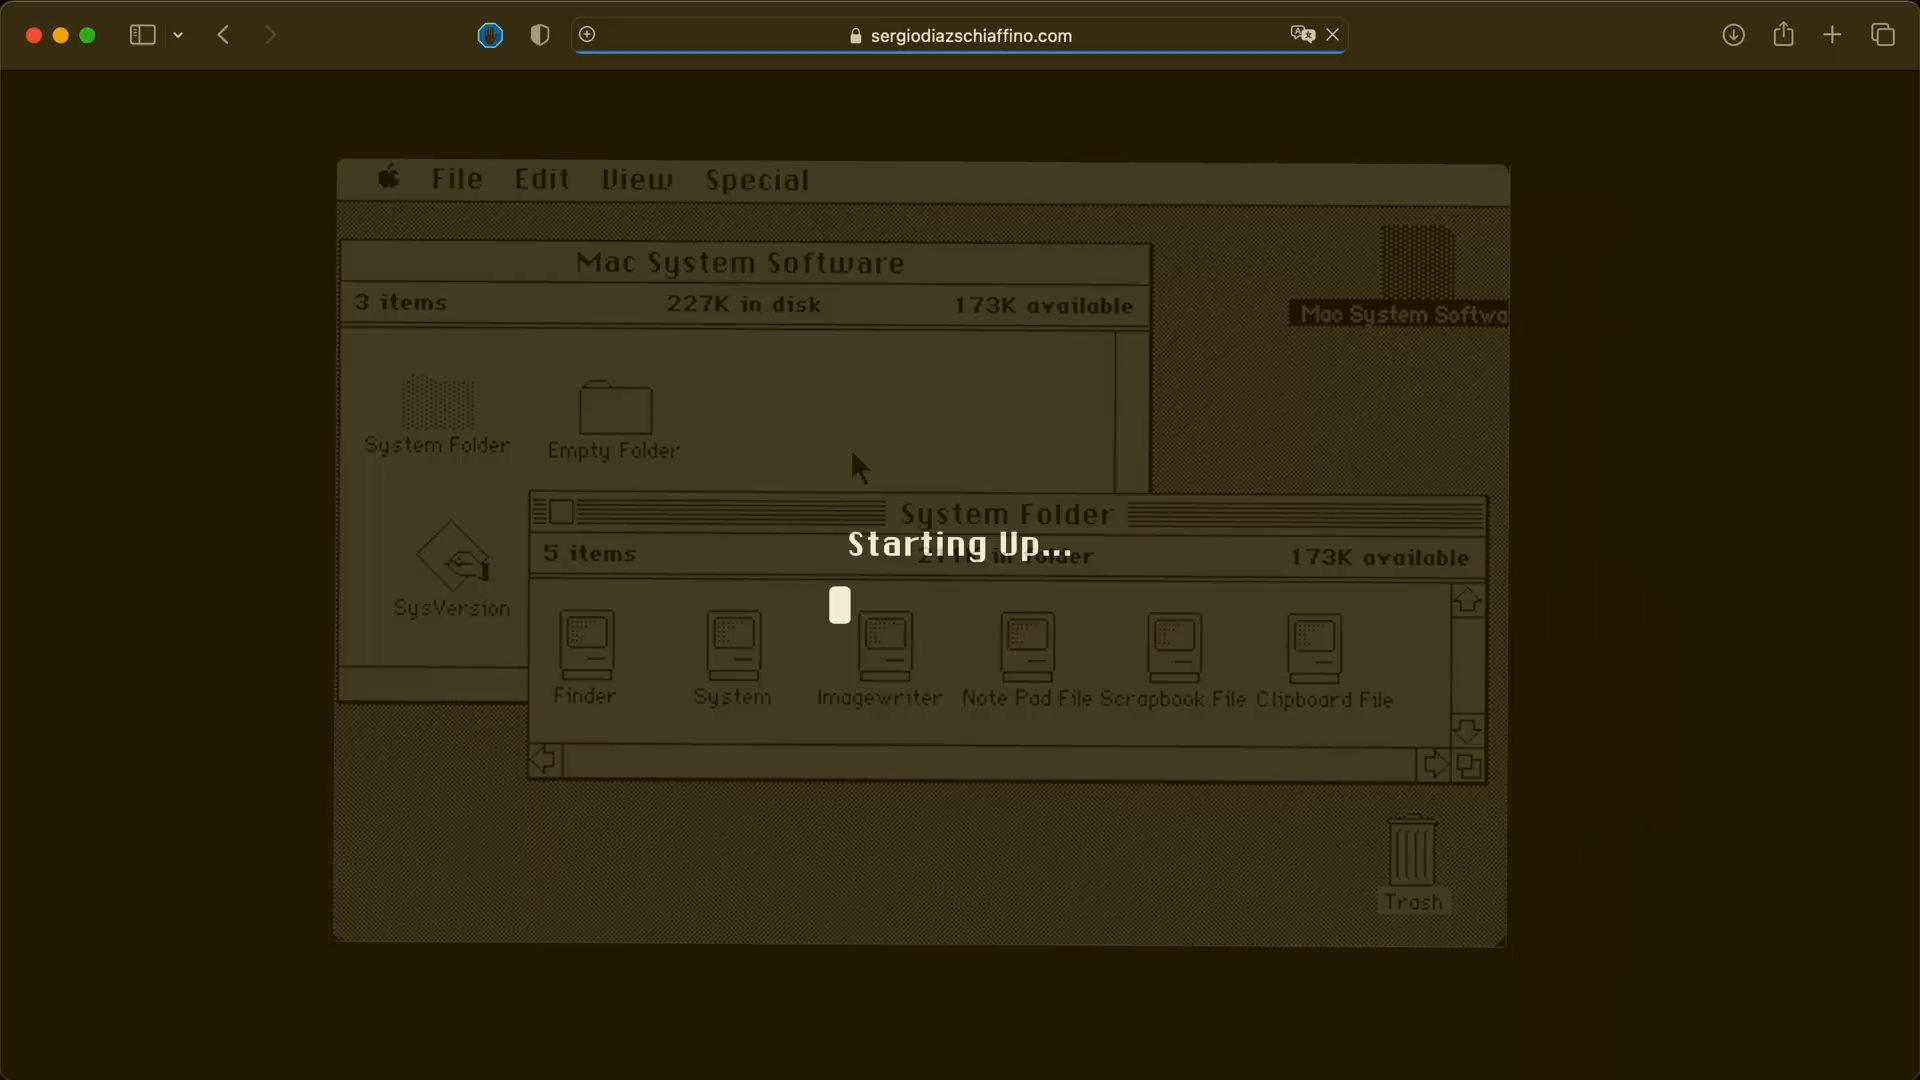 sergiodiazschiaffino.com
File Edit View Special
Mac System Software
3 items 227K in disk 173K available
Mac System Softwa
System Folder Empty Folder
System Folder
Starting Up...
5 items in folder 173K available
SysVersion
Finder System Imagewriter Note Pad File Scrapbook File Clipboard File
Trash